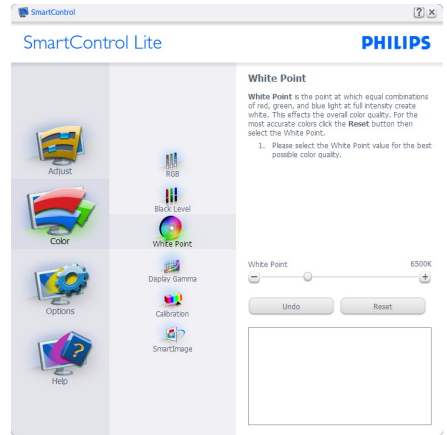 SmartControl
? ×
SmartControl Lite
PHILIPS
Adjust
Color
Options
Help
RGB
Black Level
White Point
Display Gamma
Calibration
SmartImage
White Point
White Point is the point at which equal combinations
of red, green, and blue light at full intensity create
white. This effects the overall color quality. For the
most accurate colors click the Reset button then
select the White Point.
1. Please select the White Point value for the best
possible color quality.
White Point 6500K
− +
Undo Reset